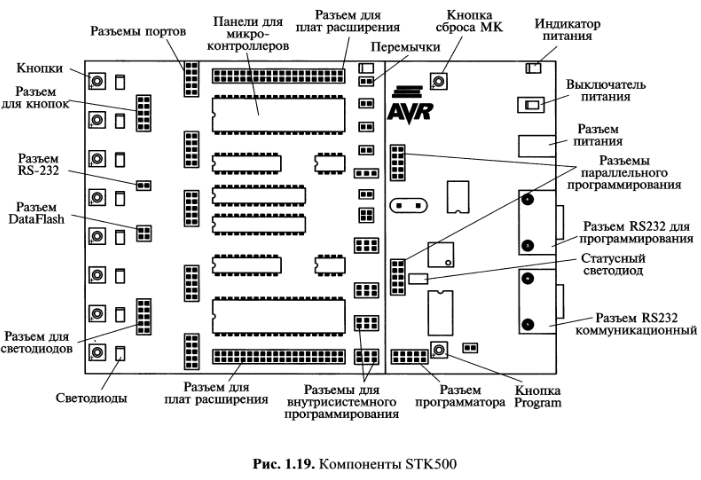 Разъемы портов
Панели для
микро-
контроллеров
Разъем для
плат расширения
Перемычки
Кнопка
сброса МК
Индикатор
питания
Кнопки
Разъем
для кнопок
Разъем
RS-232
Разъем
DataFlash
Разъем для
светодиодов
Светодиоды
AVR
Выключатель
питания
Разъем
питания
Разъемы
параллельного
программирования
Разъем RS232 для
программирования
Статусный
светодиод
Разъем RS232
коммуникационный
Разъем для
плат расширения
Разъемы для
внутрисистемного
программирования
Разъем
программатора
Кнопка
Program
Рис. 1.19. Компоненты STK500